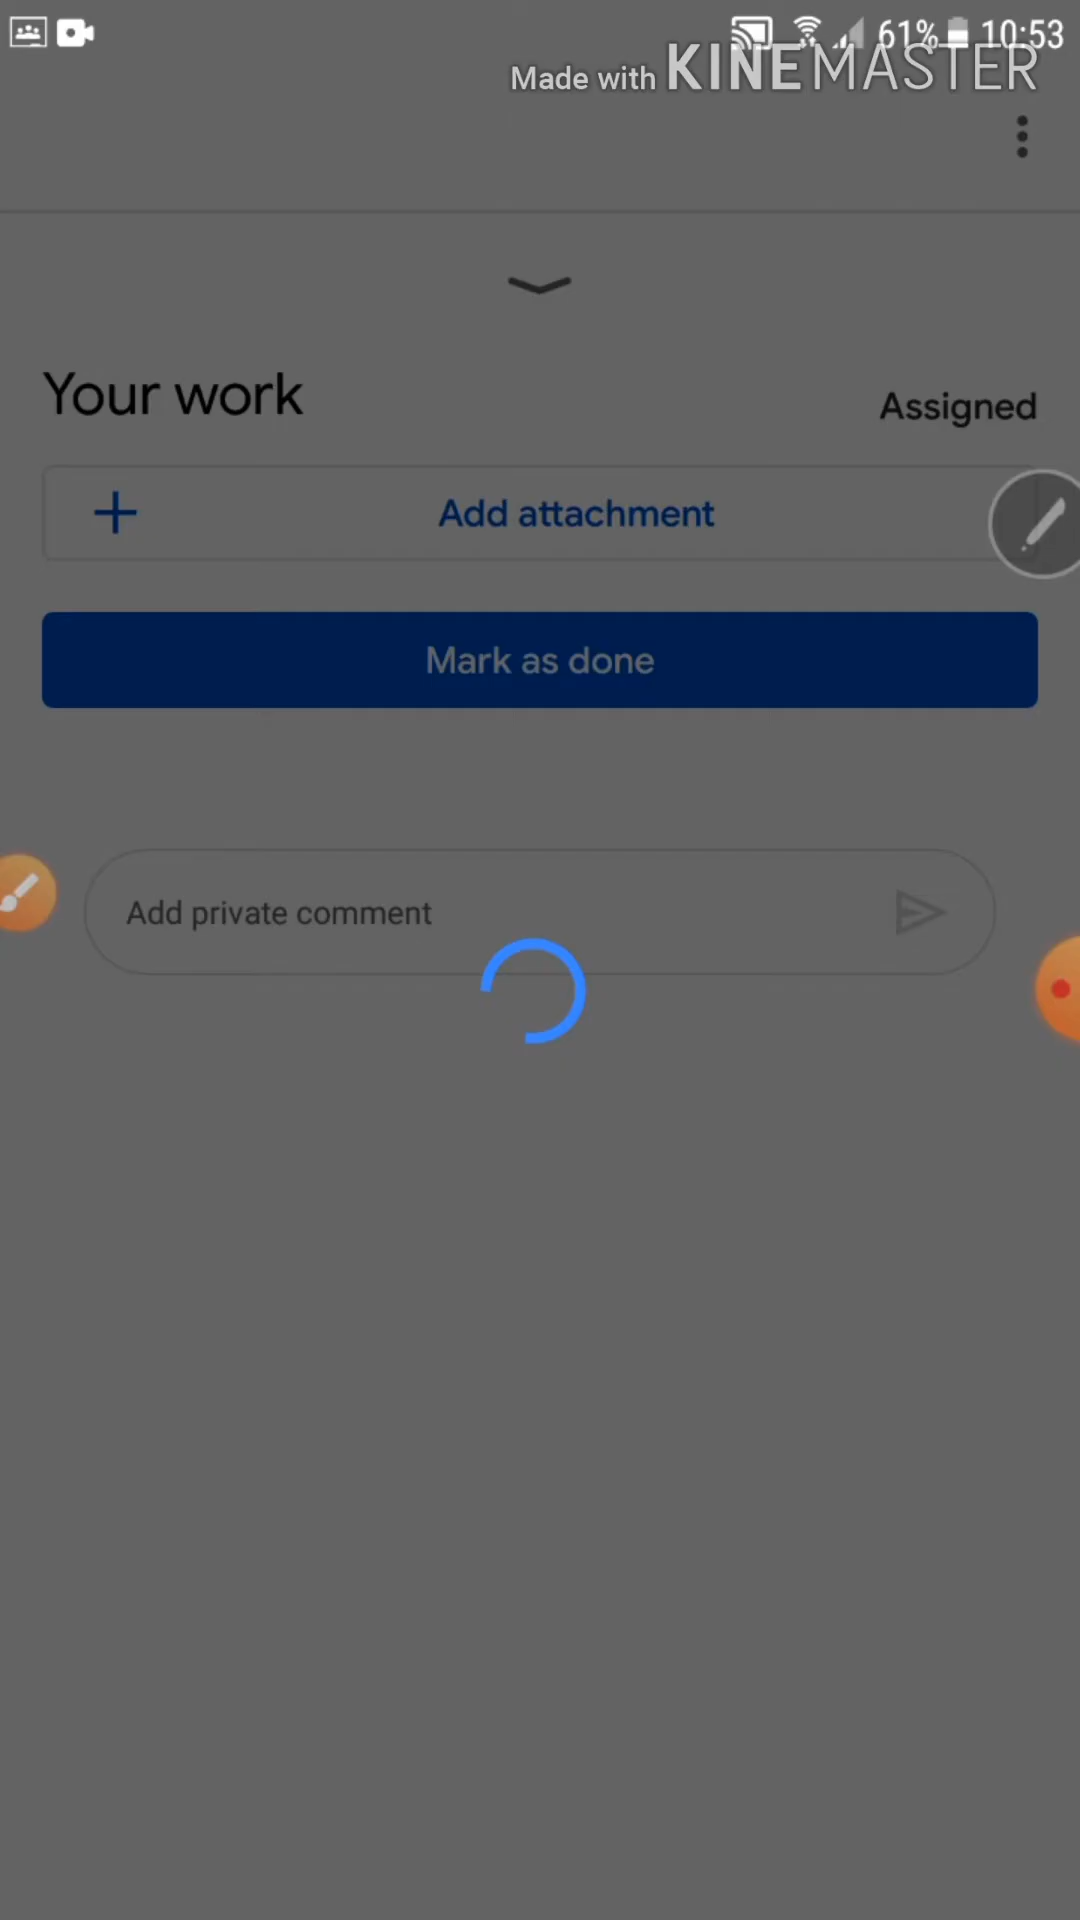 61% 10:53
Made with KINEMASTER
Your work
Assigned
Add attachment
Mark as done
Add private comment